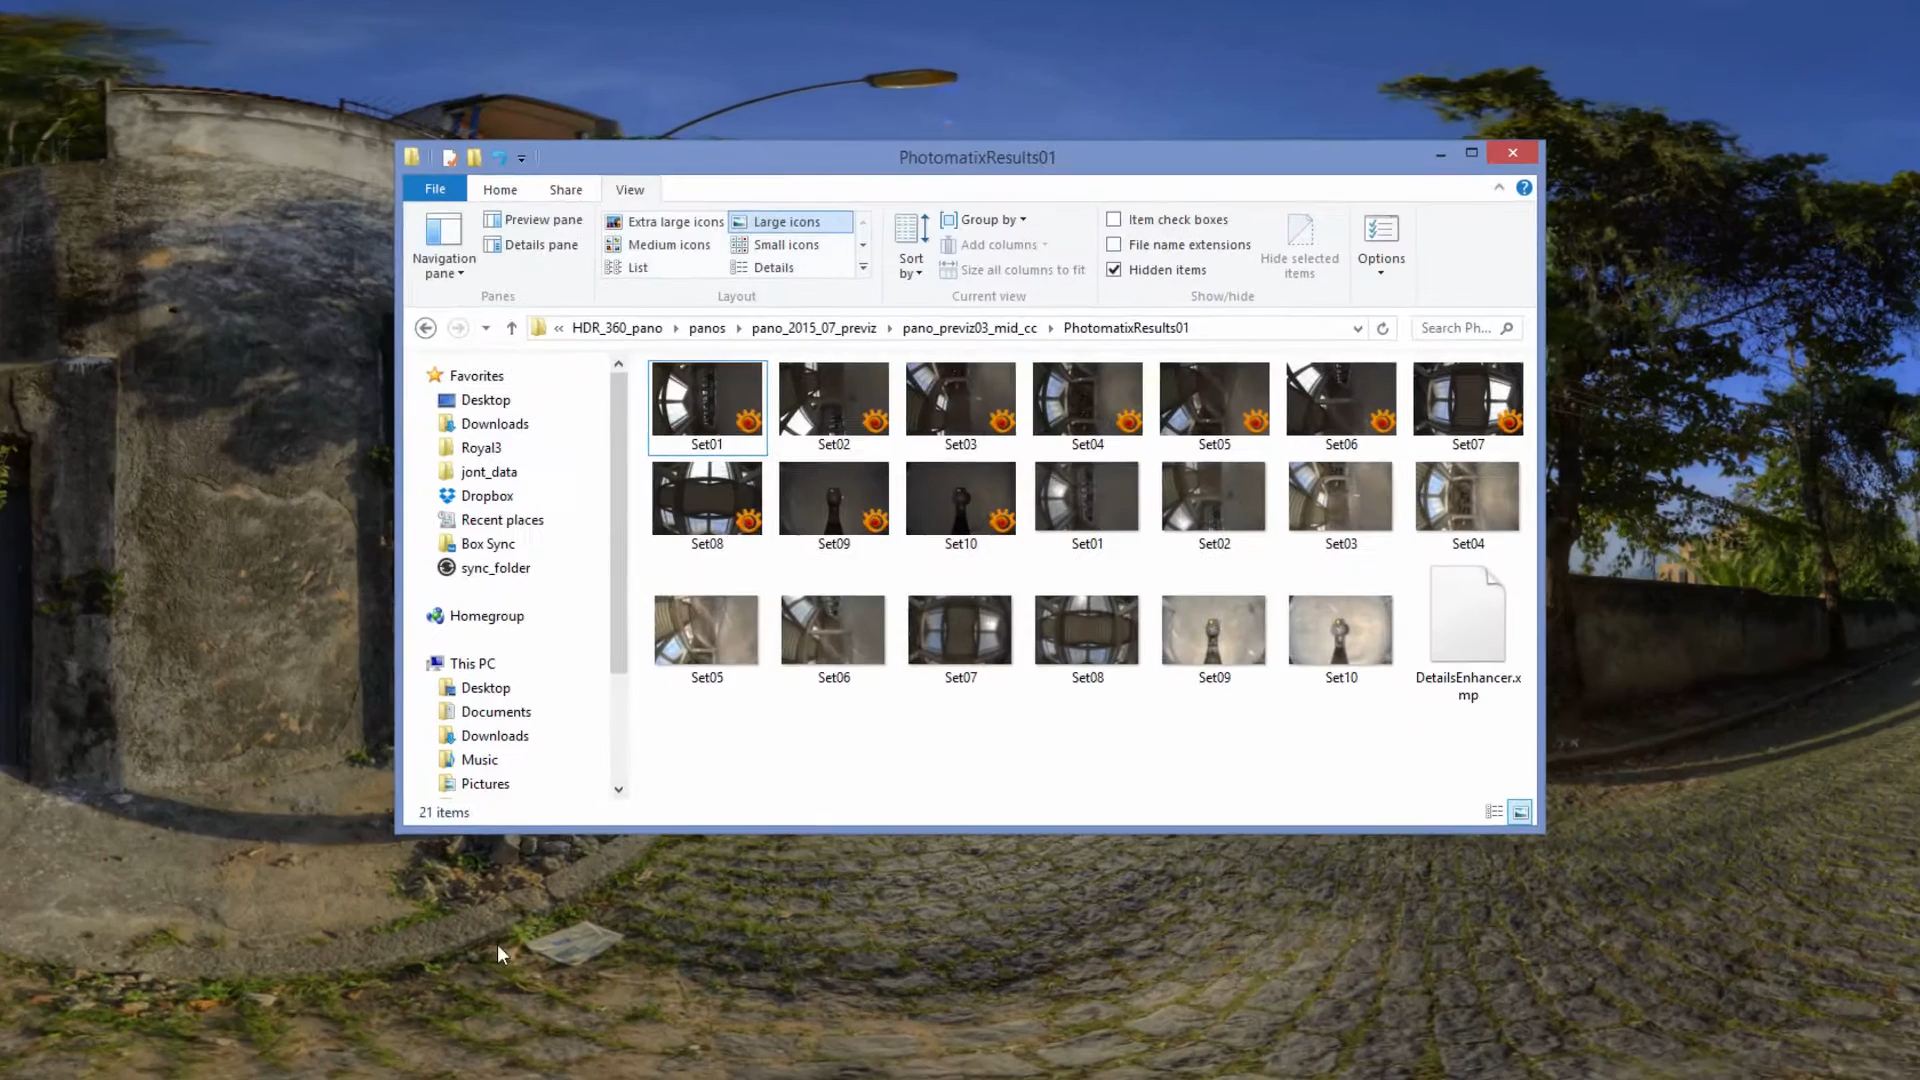 PhotomatixResults01
File
Home
Share
View
Navigation pane
Preview pane
Details pane
Panes
Extra large icons
Large icons
Medium icons
Small icons
List
Details
Layout
Sort by
Group by
Add columns
Size all columns to fit
Current view
Item check boxes
File name extensions
Hidden items
Hide selected items
Show/hide
Options
« HDR_360_pano
panos
pano_2015_07_previz
pano_previz03_mid_cc
PhotomatixResults01
Search Ph...
Favorites
Desktop
Downloads
Royal3
jont_data
Dropbox
Recent places
Box Sync
sync_folder
Homegroup
This PC
Desktop
Documents
Downloads
Music
Pictures
Set01
Set02
Set03
Set04
Set05
Set06
Set07
Set08
Set09
Set10
Set01
Set02
Set03
Set04
Set05
Set06
Set07
Set08
Set09
Set10
DetailsEnhancer.x
mp
21 items